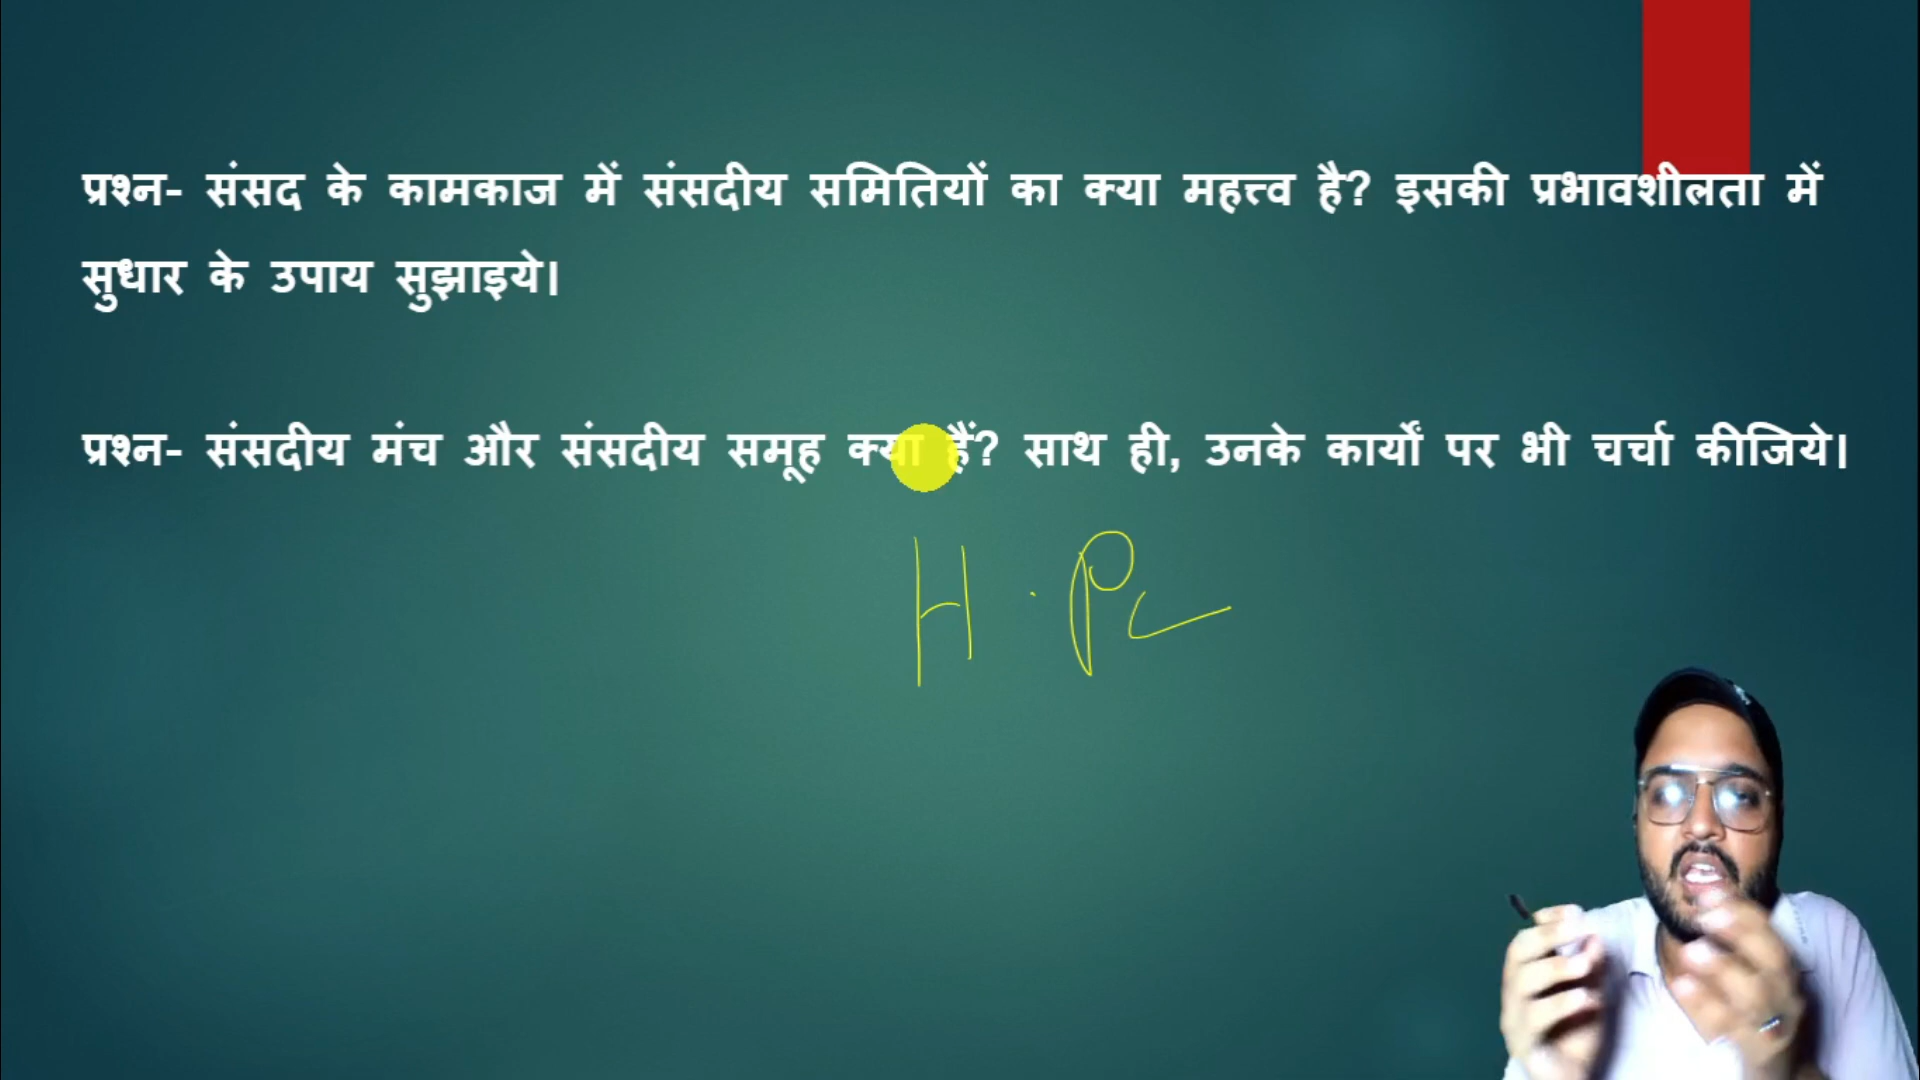 प्रश्न- संसद के कामकाज में संसदीय समितियों का क्या महत्त्व है? इसकी प्रभावशीलता में
सुधार के उपाय सुझाइये।
प्रश्न- संसदीय मंच और संसदीय समूह क्या हैं? साथ ही, उनके कार्यों पर भी चर्चा कीजिये।
H.Pc